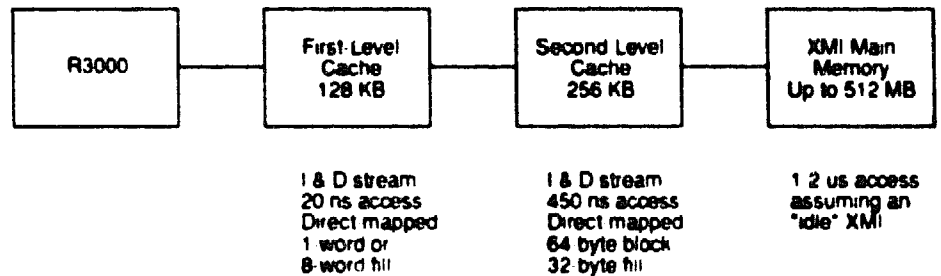 R3000
First-Level
Cache
128 KB
Second Level
Cache
256 KB
XMI Main
Memory
Up to 512 MB
I & D stream
20 ns access
Direct mapped
1 word or
8-word fill
I & D stream
450 ns access
Direct mapped
64 byte block
32-byte fill
1 2 us access
assuming an
"idle" XMI